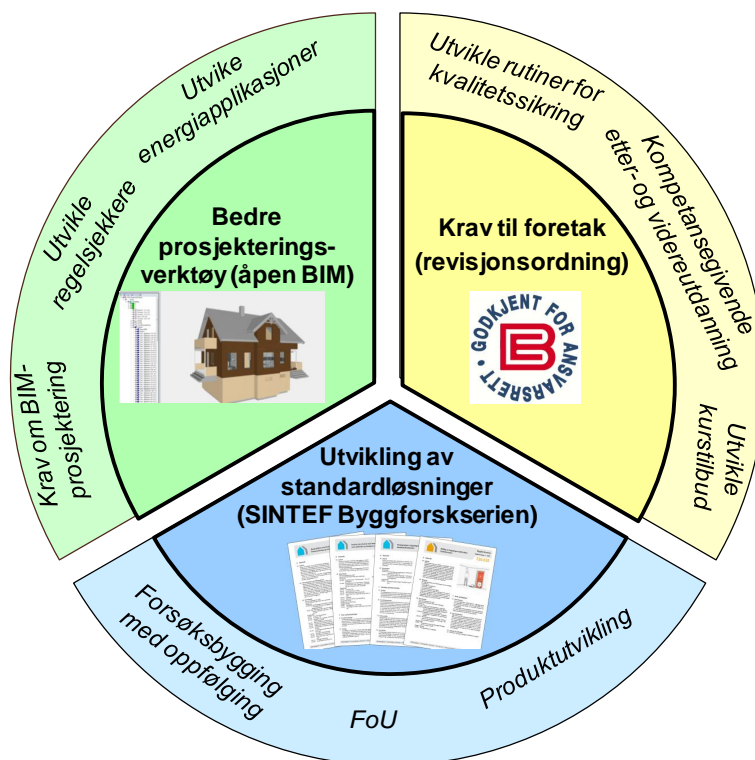 Utvike
energiapplikasjoner
Utvikle
regelsjekkere
Krav om BIM-
prosjektering
Bedre
prosjekterings-
verktøy (åpen BIM)
Utvikle rutiner for
kvalitetssikring
Kompetansegivende
etter- og videreutdanning
Utvikle
kurstilbud
Krav til foretak
(revisjonsordning)
GODKJENT FOR ANSVARSRETT
Utvikling av
standardløsninger
(SINTEF Byggforskserien)
Forsøksbygging
med oppfølging
FoU
Produktutvikling